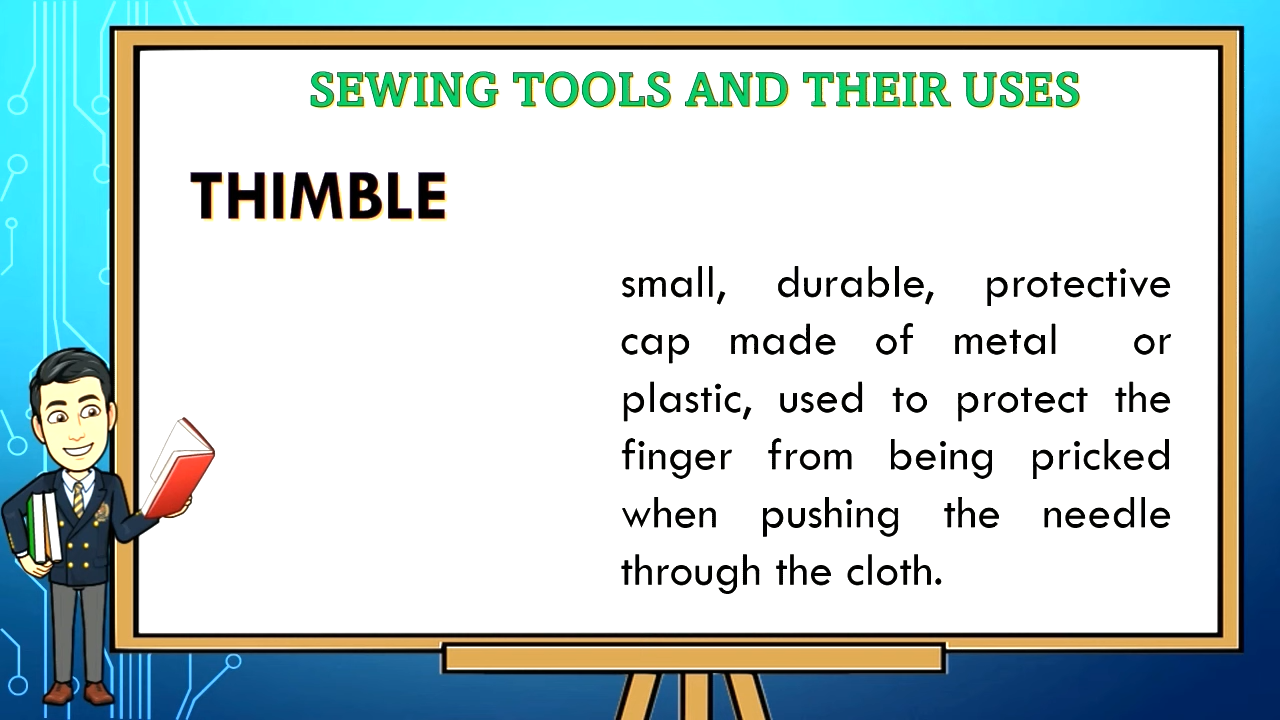 SEWING TOOLS AND THEIR USES
THIMBLE
small, durable, protective
cap made of metal or
plastic, used to protect the
finger from being pricked
when pushing the needle
through the cloth.